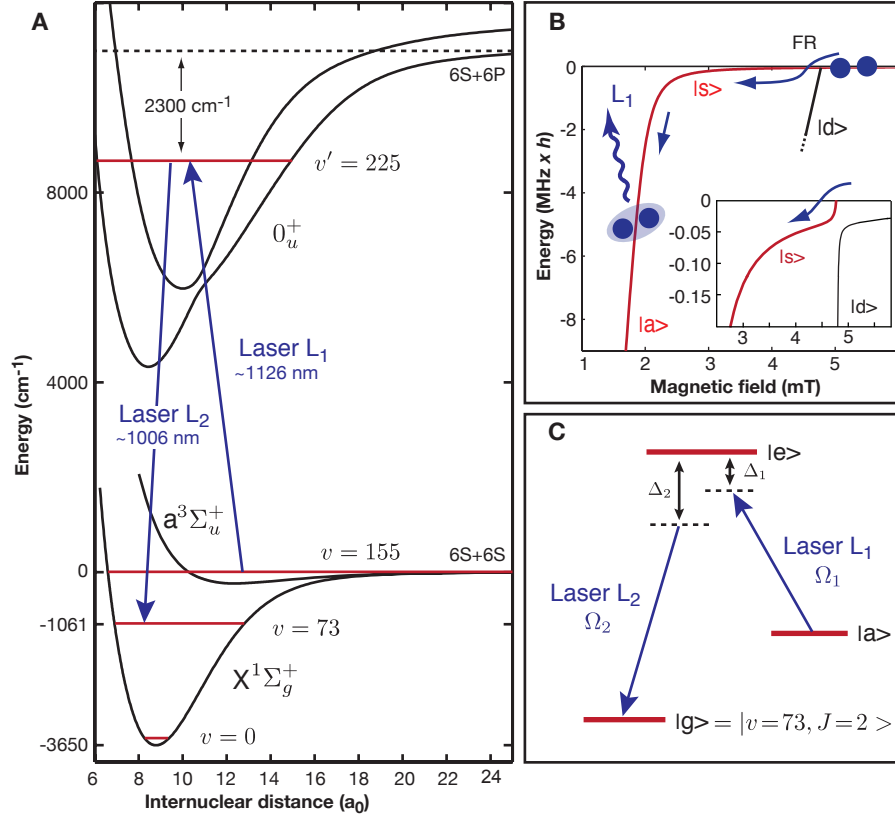 A
6S+6P
2300 cm-1
v′ = 225
8000
0u+
Energy (cm-1)
Laser L1
~1126 nm
4000
Laser L2
~1006 nm
a3Σu+
v = 155
6S+6S
0
-1061
v = 73
X1Σg+
v = 0
-3650
6 8 10 12 14 16 18 20 22 24
Internuclear distance (a0)
B
FR
0
|s>
L1
|d>
-2
-4
-6
-8
Energy (MHz x h)
|a>
0
-0.05
-0.10
-0.15
|s>
|d>
3 4 5
1 2 3 4 5
Magnetic field (mT)
C
|e>
Δ2
Δ1
Laser L1
Ω1
Laser L2
Ω2
|a>
|g> = |v = 73, J = 2 >